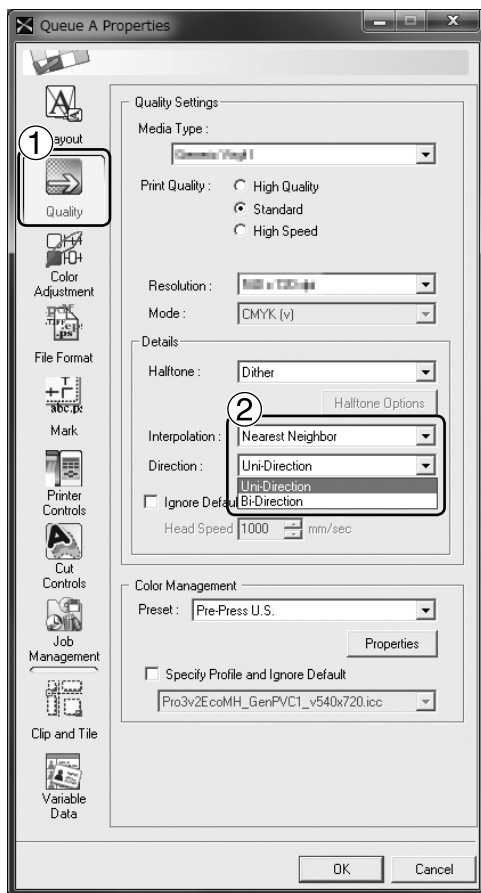 Queue A Properties
X
1
ayout
Quality
Color
Adjustment
File Format
Mark
Printer
Controls
Cut
Controls
Job
Management
Clip and Tile
Variable
Data
Quality Settings
Media Type :
Print Quality :
High Quality
Standard
High Speed
Resolution :
Mode : CMYK (v)
Details
Halftone : Dither
Halftone Options
2
Interpolation : Nearest Neighbor
Direction : Uni-Direction
Uni-Direction
Bi-Direction
Ignore Defau
Head Speed 1000 mm/sec
Color Management
Preset : Pre-Press U.S.
Properties
Specify Profile and Ignore Default
Pro3v2EcoMH_GenPVC1_v540x720.icc
OK Cancel